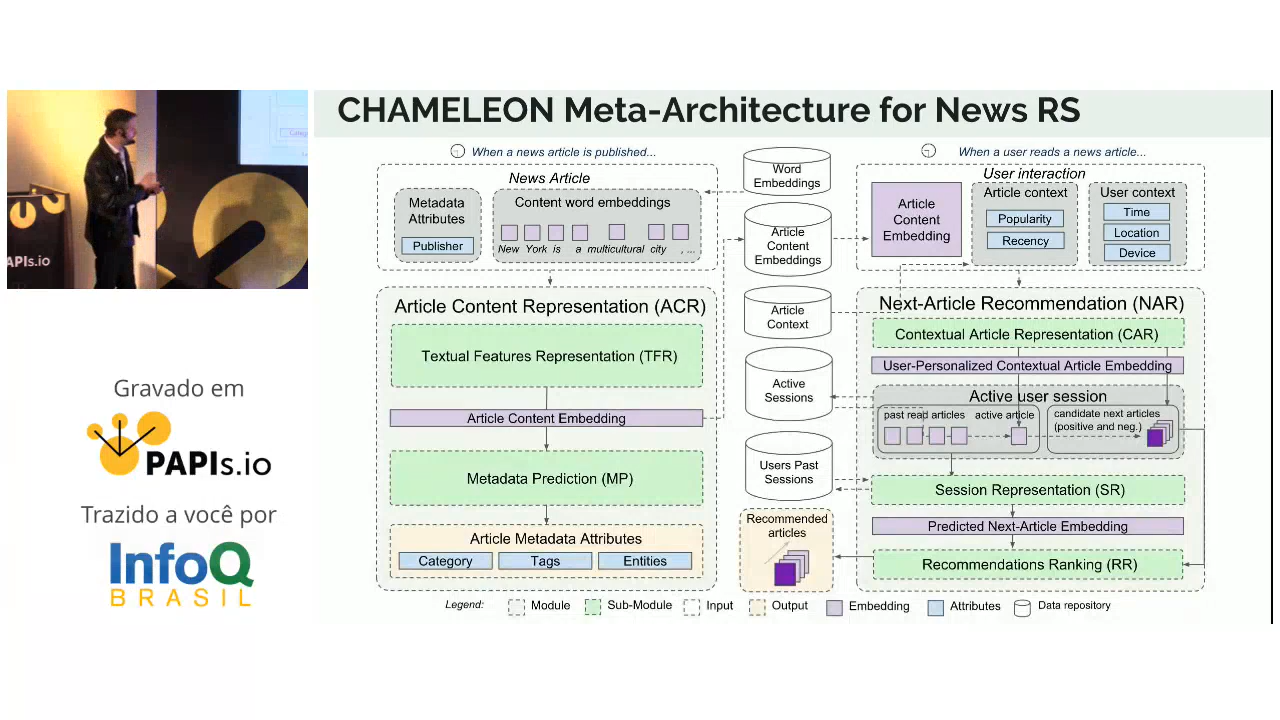 CHAMELEON Meta-Architecture for News RS
When a news article is published...
News Article
Metadata
Attributes
Publisher
Content word embeddings
New York is a multicultural city , ...
Article Content Representation (ACR)
Textual Features Representation (TFR)
Article Content Embedding
Metadata Prediction (MP)
Article Metadata Attributes
Category
Tags
Entities
Word
Embeddings
Article
Content
Embeddings
Article
Context
Active
Sessions
Users Past
Sessions
Recommended
articles
When a user reads a news article...
User interaction
Article
Content
Embedding
Article context
Popularity
Recency
User context
Time
Location
Device
Next-Article Recommendation (NAR)
Contextual Article Representation (CAR)
User-Personalized Contextual Article Embedding
Active user session
past read articles
active article
candidate next articles
(positive and neg.)
Session Representation (SR)
Predicted Next-Article Embedding
Recommendations Ranking (RR)
Legend:
Module
Sub-Module
Input
Output
Embedding
Attributes
Data repository
APIs.io
Gravado em
PAPIs.io
Trazido a você por
InfoQ
BRASIL